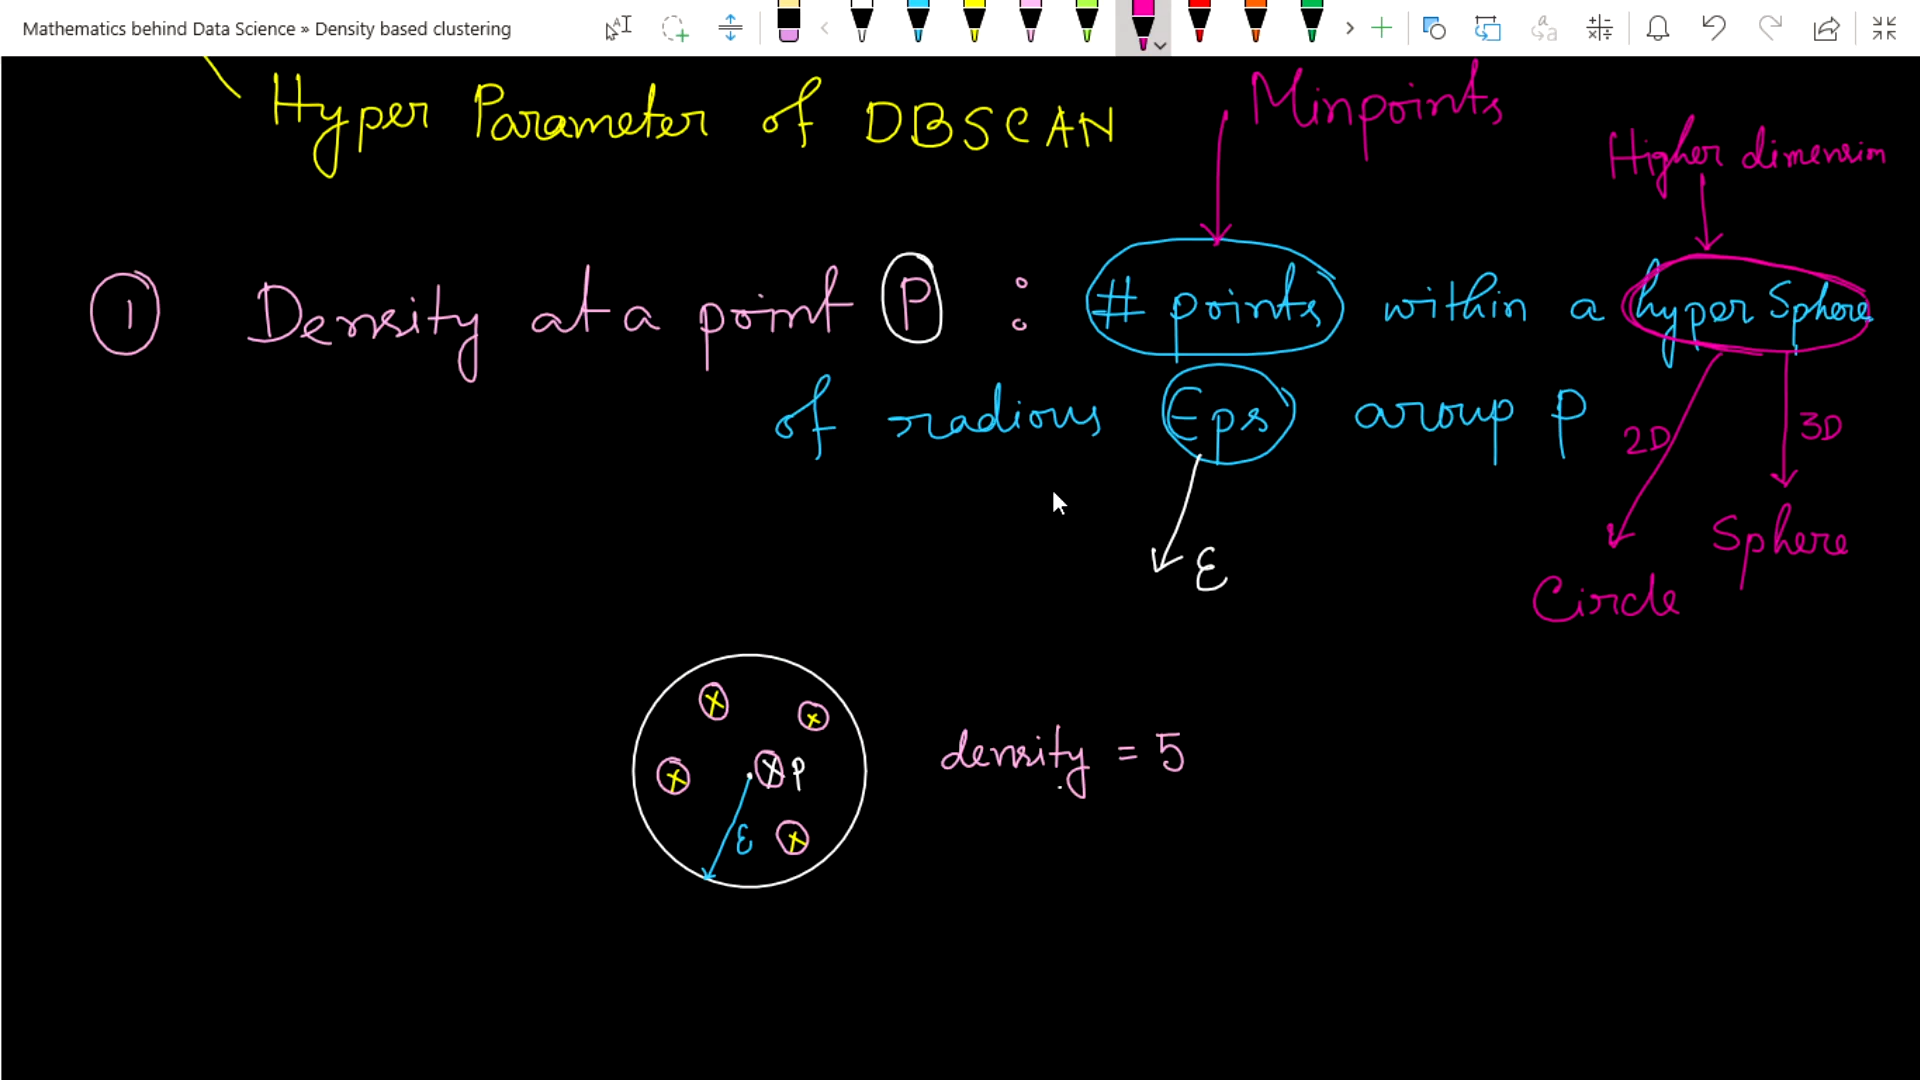 Mathematics behind Data Science » Density based clustering
Hyper Parameter of DBSCAN
Minpoints
Higher dimension
1 Density at a point P : # points within a hyper Sphere
of radious Eps aroup P
2D
3D
ε
Sphere
Circle
P
ε
density = 5